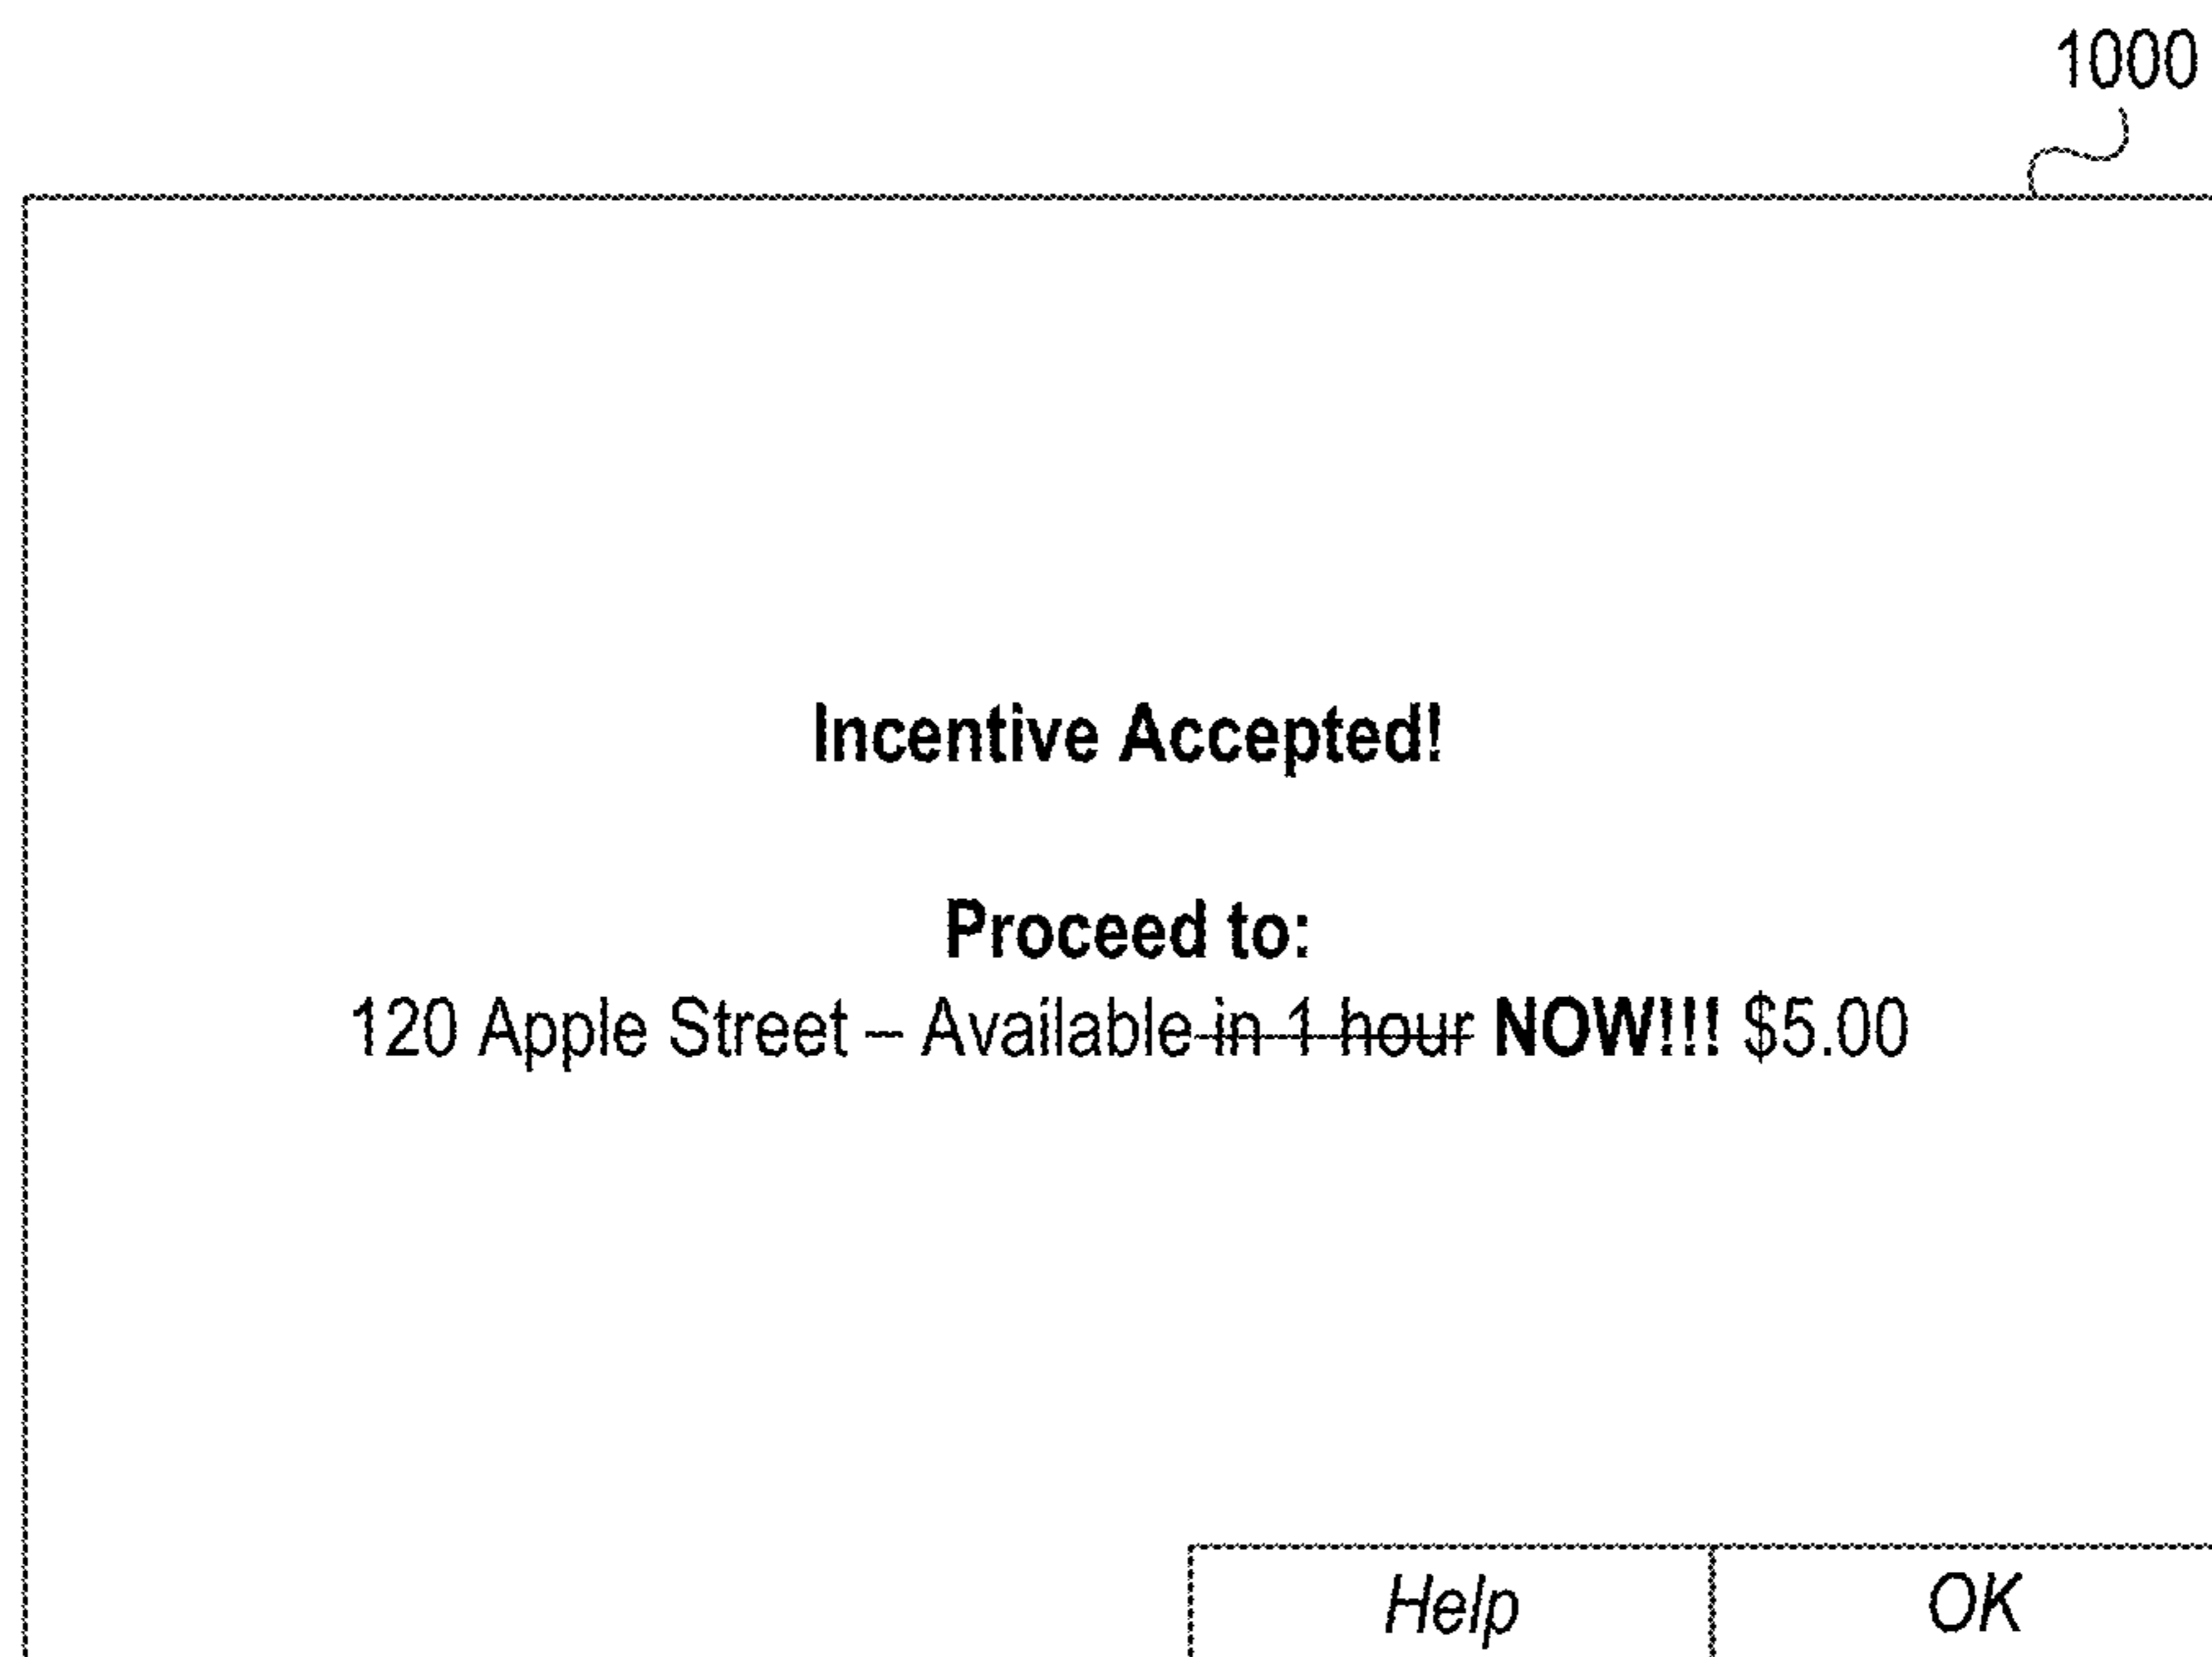 1000
Incentive Accepted!
Proceed to:
120 Apple Street – Available in 1 hour NOW!!! $5.00
Help OK